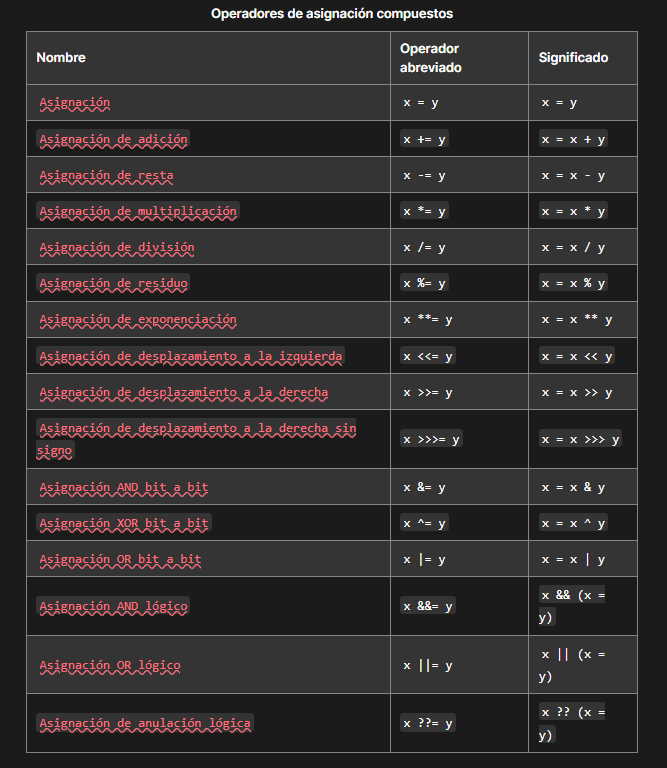 Operadores de asignación compuestos
Nombre
Operador
abreviado
Significado
Asignación
x = y
x = y
Asignación de adición
x += y
x = x + y
Asignación de resta
x -= y
x = x - y
Asignación de multiplicación
x *= y
x = x * y
Asignación de división
x /= y
x = x / y
Asignación de residuo
x %= y
x = x % y
Asignación de exponenciación
x **= y
x = x ** y
Asignación de desplazamiento a la izquierda
x <<= y
x = x << y
Asignación de desplazamiento a la derecha
x >>= y
x = x >> y
Asignación de desplazamiento a la derecha sin
signo
x >>>= y
x = x >>> y
Asignación AND bit a bit
x &= y
x = x & y
Asignación XOR bit a bit
x ^= y
x = x ^ y
Asignación OR bit a bit
x |= y
x = x | y
Asignación AND lógico
x &&= y
x && (x =
y)
Asignación OR lógico
x ||= y
x || (x =
y)
Asignación de anulación lógica
x ??= y
x ?? (x =
y)